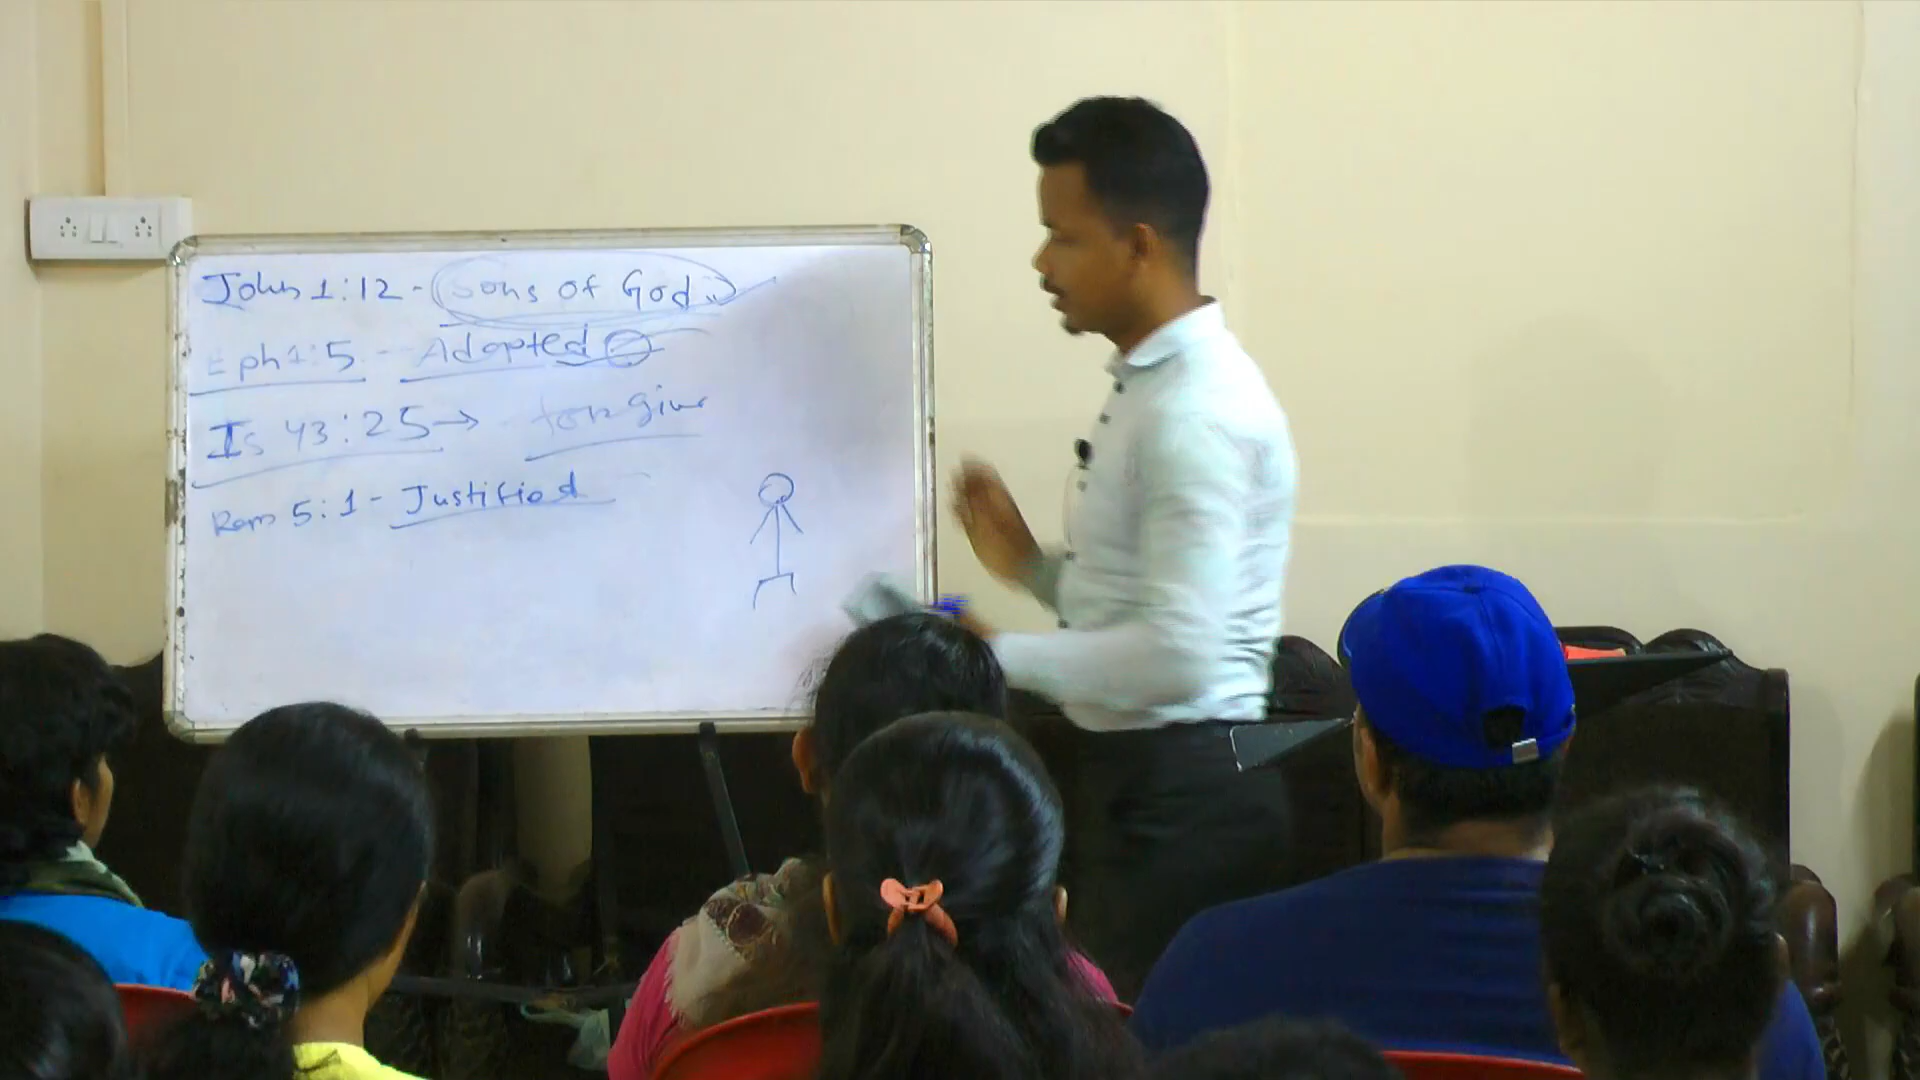 John 1:12 - Sons of God
Eph 1:5 - Adopted
Is 43:25 → forgive
Rom 5:1 - Justified